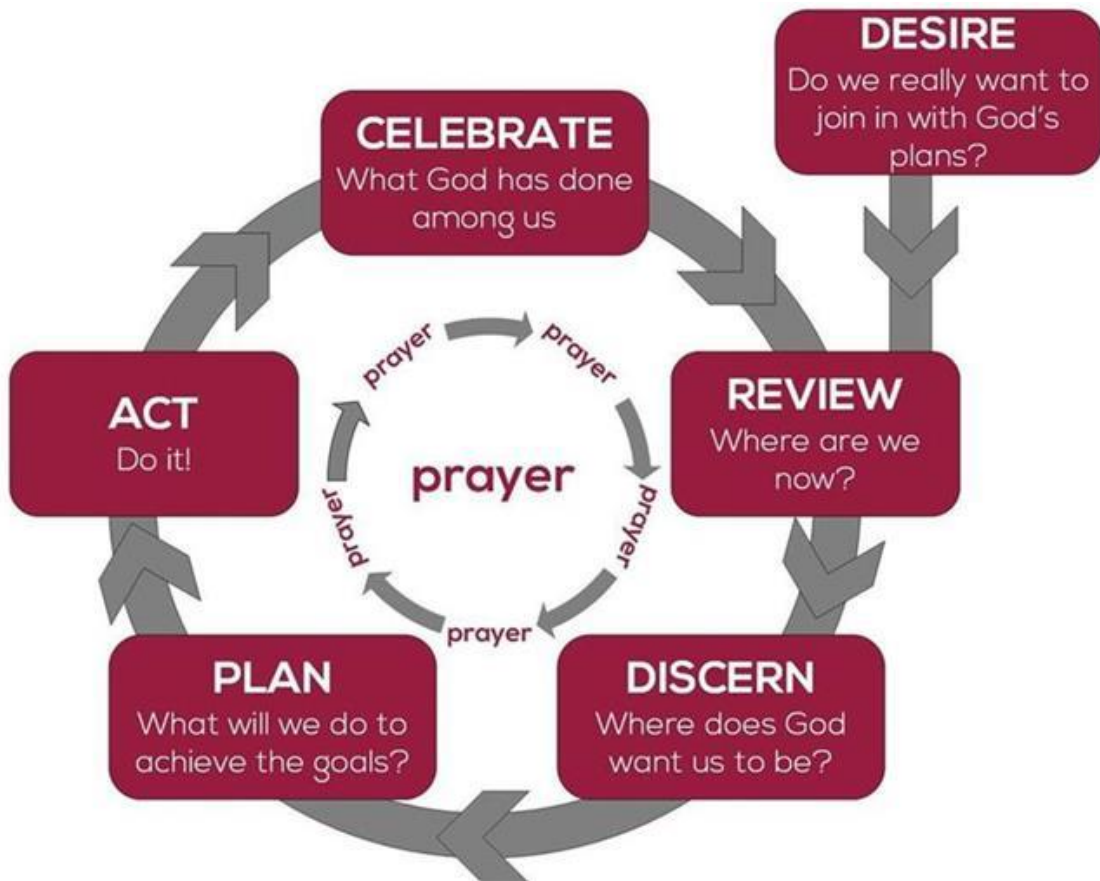 DESIRE
Do we really want to
join in with God's
plans?
CELEBRATE
What God has done
among us
REVIEW
Where are we
now?
DISCERN
Where does God
want us to be?
PLAN
What will we do to
achieve the goals?
ACT
Do it!
prayer
prayer
prayer
prayer
prayer
prayer